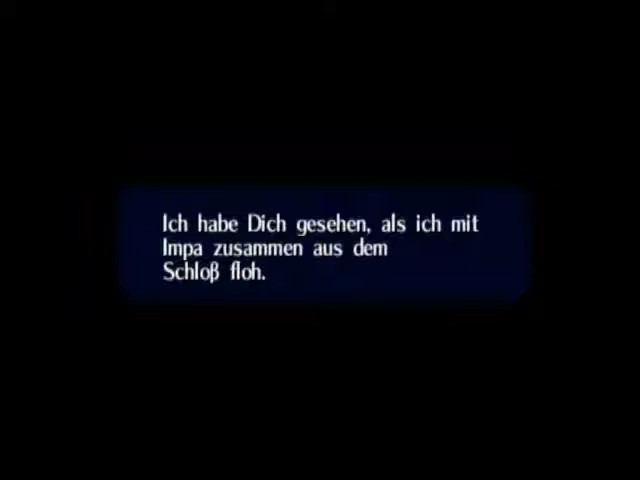 Ich habe Dich gesehen, als ich mit
Impa zusammen aus dem
Schloß floh.